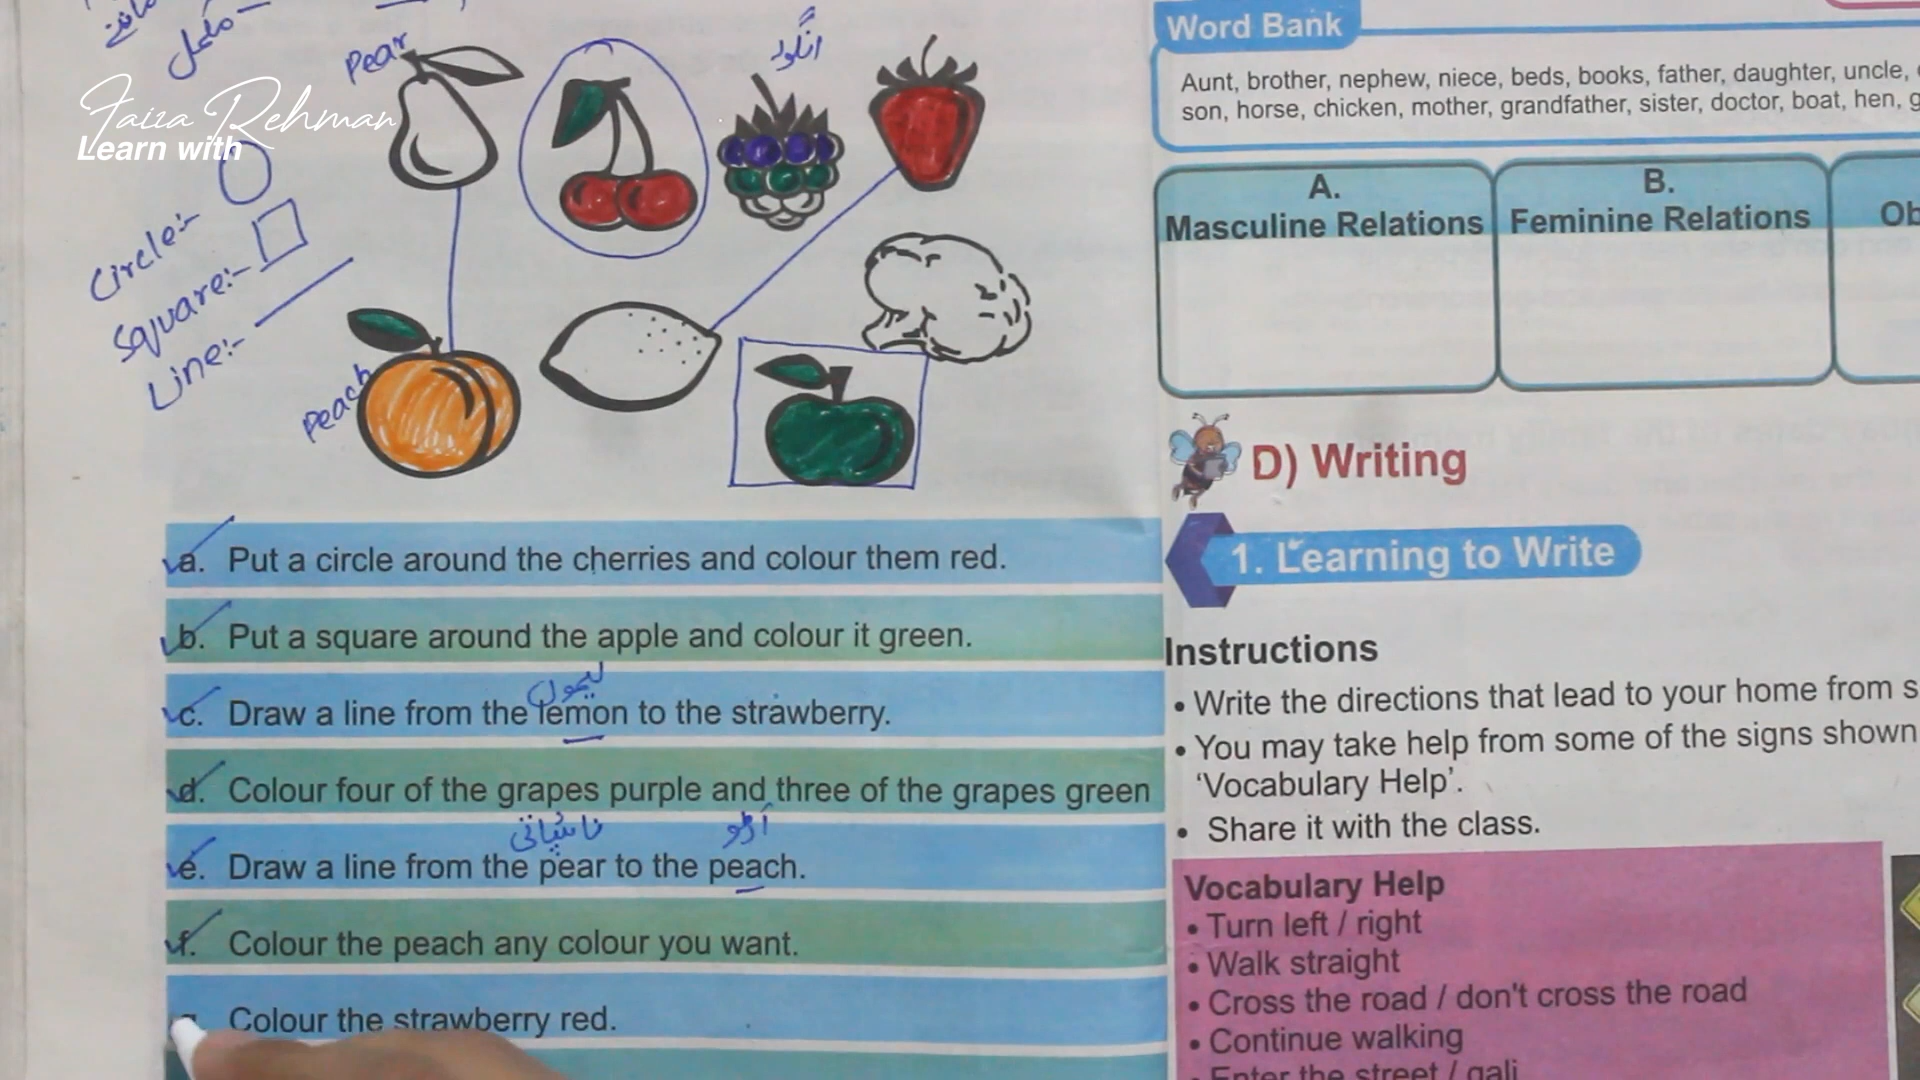 مکمل
Pear
انگور
Faiza Rehman
Learn with
Circle:-
Square:-
Line:-
Peach
a. Put a circle around the cherries and colour them red.
b. Put a square around the apple and colour it green.
لیموں
c. Draw a line from the lemon to the strawberry.
d. Colour four of the grapes purple and three of the grapes green
ناشپاتی آڑو
e. Draw a line from the pear to the peach.
f. Colour the peach any colour you want.
Colour the strawberry red.
Word Bank
Aunt, brother, nephew, niece, beds, books, father, daughter, uncle,
son, horse, chicken, mother, grandfather, sister, doctor, boat, hen,
A.
Masculine Relations
B.
Feminine Relations
Ob
D) Writing
1. Learning to Write
Instructions
• Write the directions that lead to your home from s
• You may take help from some of the signs shown
‘Vocabulary Help’.
• Share it with the class.
Vocabulary Help
• Turn left / right
• Walk straight
• Cross the road / don't cross the road
• Continue walking
• Enter the street / gali